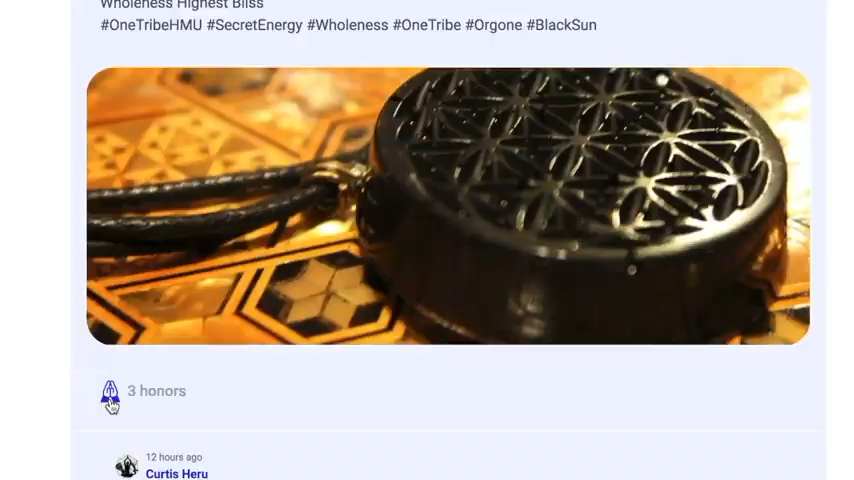 Wholeness Highest Bliss
#OneTribeHMU #SecretEnergy #Wholeness #OneTribe #Orgone #BlackSun
3 honors
12 hours ago
Curtis Heru